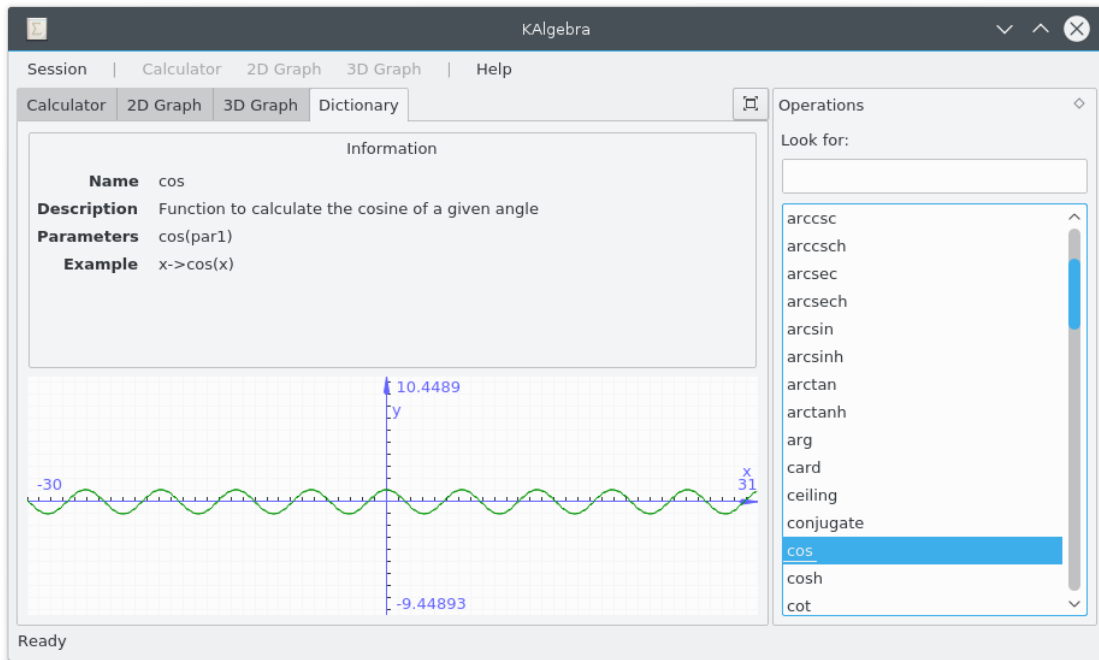 KAlgebra
Session | Calculator 2D Graph 3D Graph | Help
Calculator 2D Graph 3D Graph Dictionary
Information
Name cos
Description Function to calculate the cosine of a given angle
Parameters cos(par1)
Example x->cos(x)
10.4489
y
-30
x
31
-9.44893
Operations
Look for:
arccsc
arccsch
arcsec
arcsech
arcsin
arcsinh
arctan
arctanh
arg
card
ceiling
conjugate
cos
cosh
cot
Ready